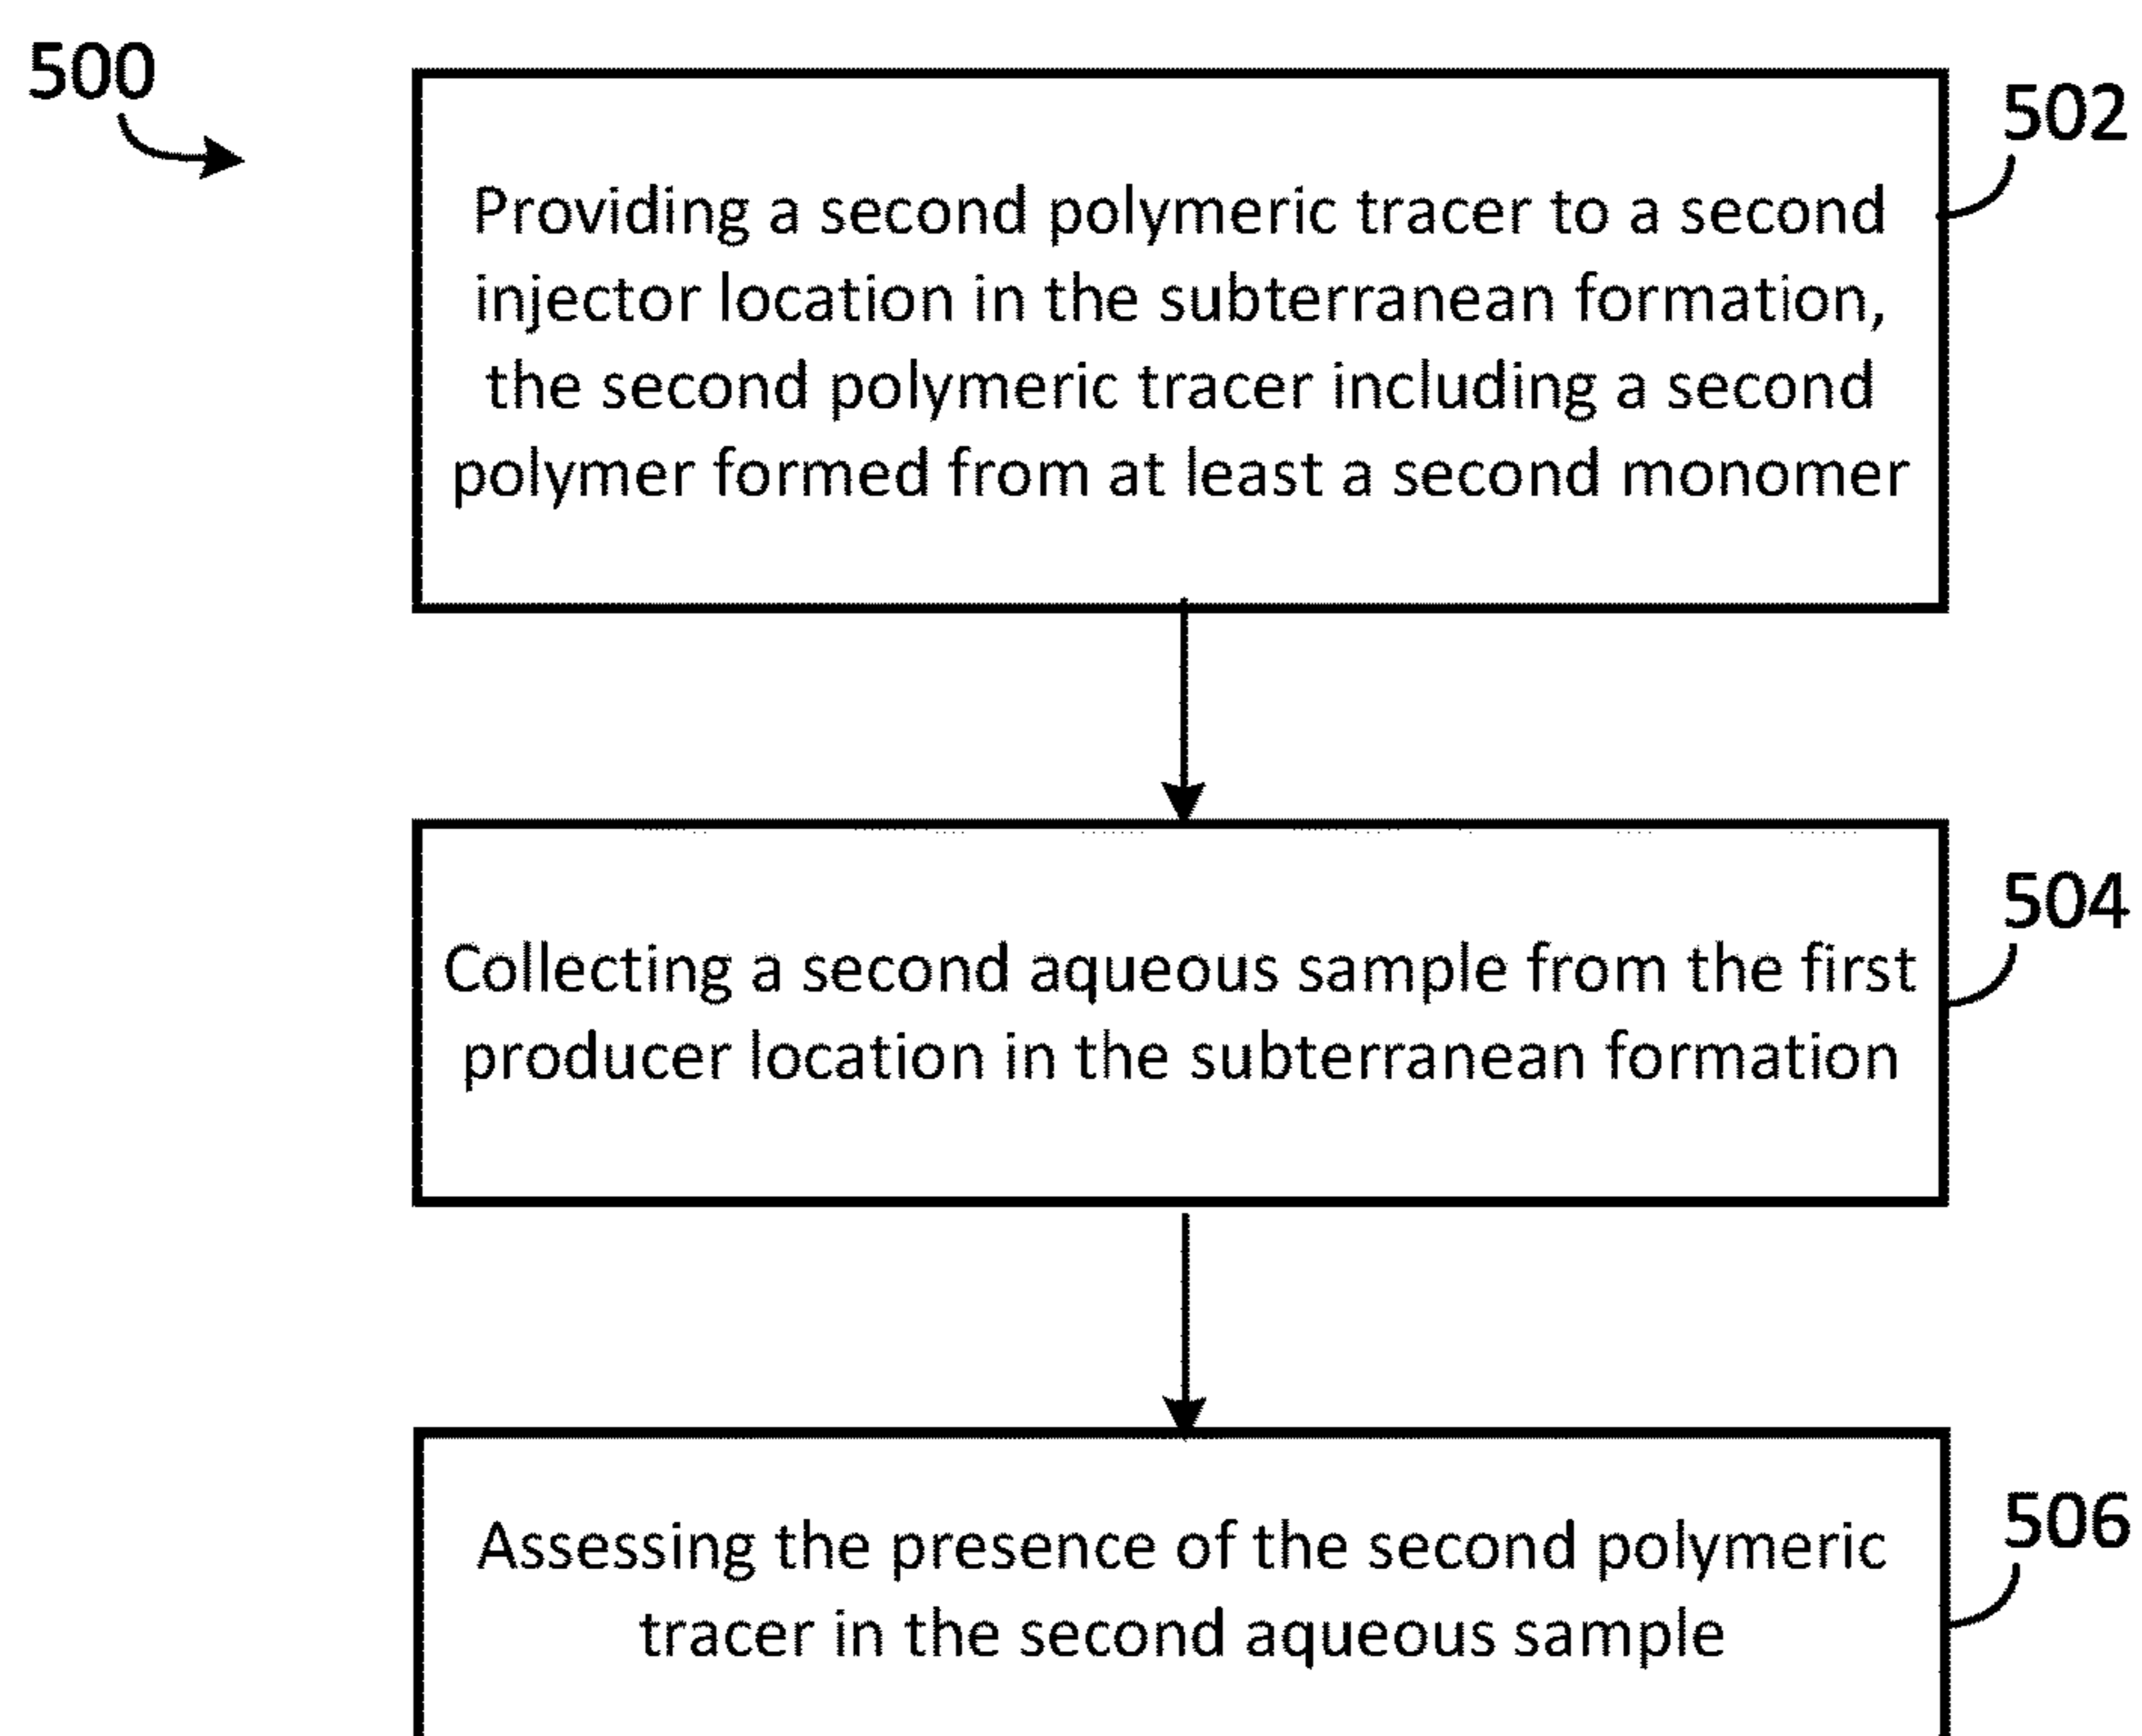 500
502
Providing a second polymeric tracer to a second
injector location in the subterranean formation,
the second polymeric tracer including a second
polymer formed from at least a second monomer
504
Collecting a second aqueous sample from the first
producer location in the subterranean formation
506
Assessing the presence of the second polymeric
tracer in the second aqueous sample